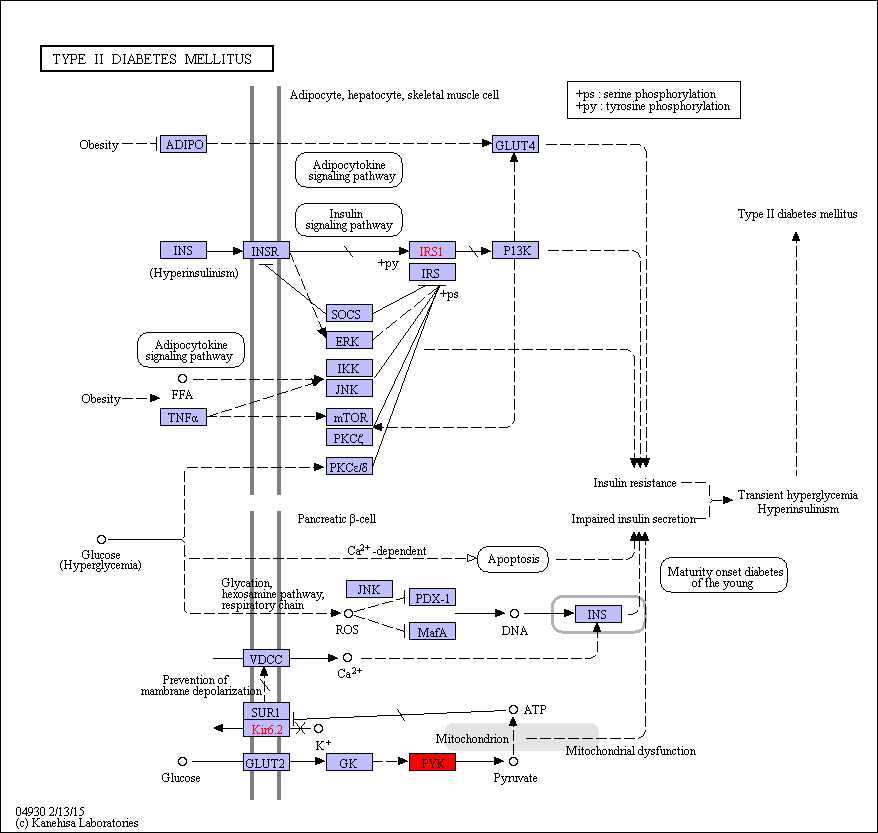 TYPE II DIABETES MELLITUS
Adipocyte, hepatocyte, skeletal muscle cell
+ps : serine phosphorylation
+py : tyrosine phosphorylation
Obesity
ADIPO
GLUT4
Adipocytokine
signaling pathway
Insulin
signaling pathway
Type II diabetes mellitus
INS
INSR
IRS1
P13K
(Hyperinsulinism)
+py
IRS
+ps
SOCS
ERK
Adipocytokine
signaling pathway
IKK
JNK
FFA
Obesity
TNFα
mTOR
PKCζ
PKCε/δ
Insulin resistance
Transient hyperglycemia
Hyperinsulinism
Pancreatic β-cell
Impaired insulin secretion
Glucose
(Hyperglycemia)
Ca2+ -dependent
Apoptosis
Maturity onset diabetes
of the young
Glycation,
hexosamine pathway,
respiratory chain
JNK
PDX-1
ROS
MafA
DNA
INS
VDCC
Ca2+
Prevention of
mambrane depolarization
SUR1
ATP
Kir6.2
K+
Mitochondrion
Mitochondrial dysfunction
GLUT2
GK
PYK
Glucose
Pyruvate
04930 2/13/15
(c) Kanehisa Laboratories